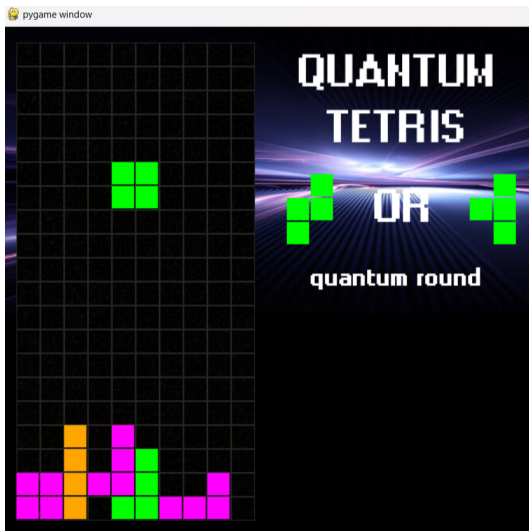 pygame window
QUANTUM
TETRIS
OR
quantum round